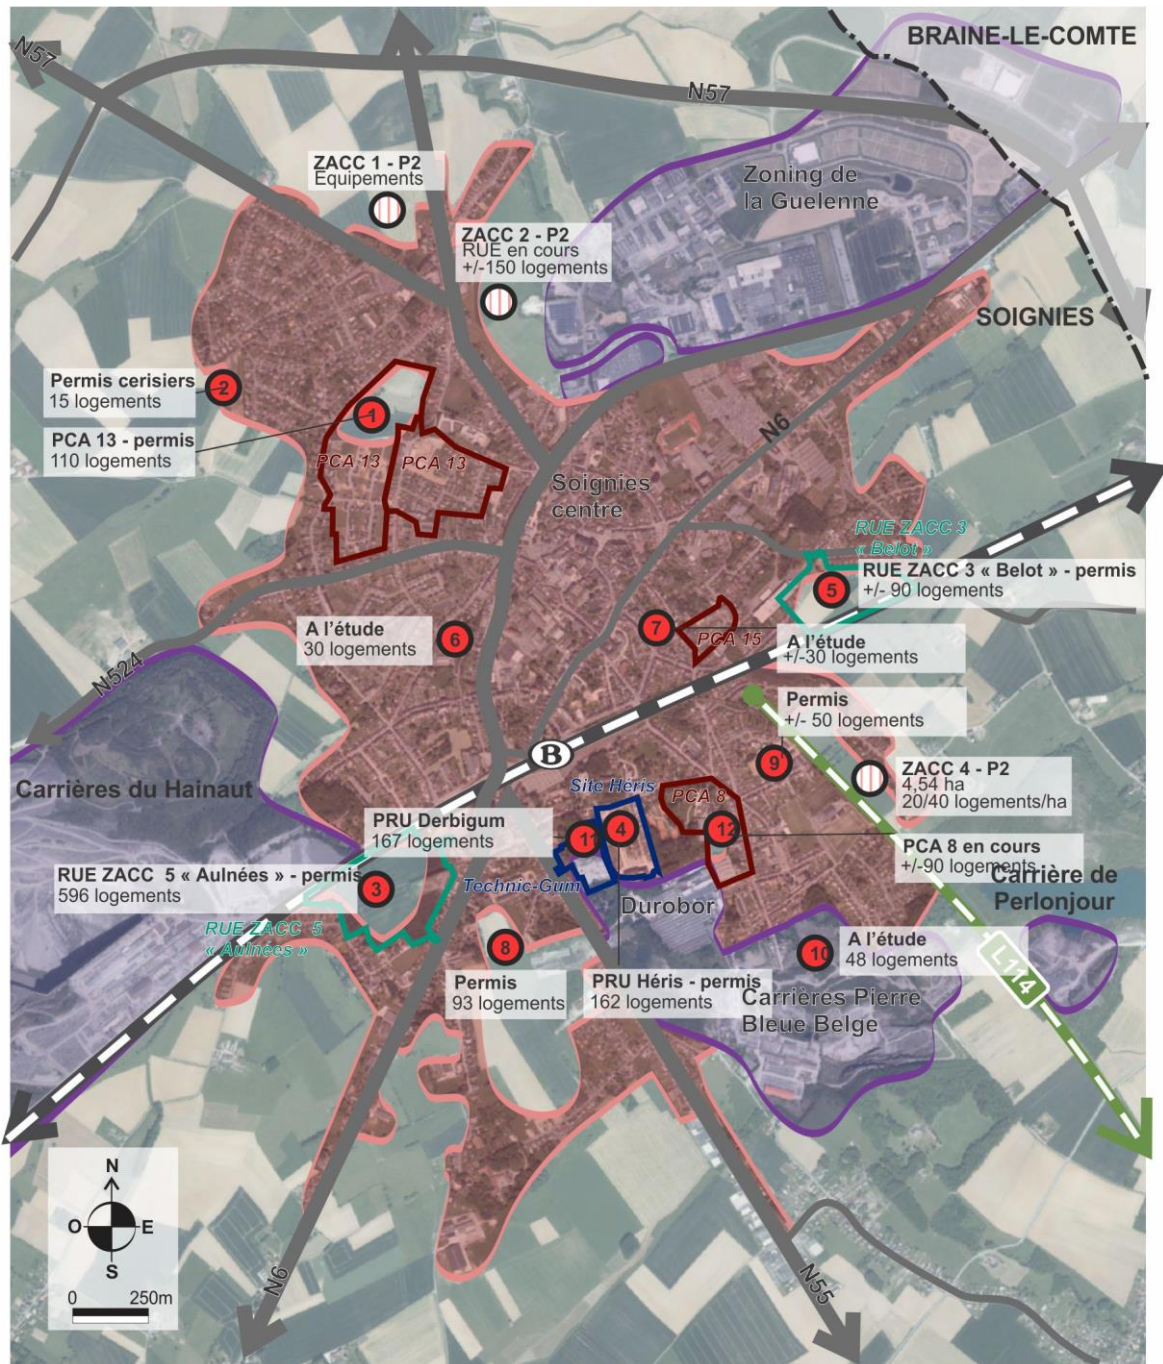 BRAINE-LE-COMTE
N57
N57
ZACC 1 - P2
Equipements
Zoning de
la Guelenne
ZACC 2 - P2
RUE en cours
+/-150 logements
SOIGNIES
Permis cerisiers
15 logements
2
1
PCA 13 - permis
110 logements
N6
PCA 13
PCA 13
Soignies
centre
RUE ZACC 3
« Belot »
RUE ZACC 3 « Belot » - permis
+/- 90 logements
5
A l'étude
30 logements
6
7
PCA 15
A l'étude
+/-30 logements
N524
Permis
+/- 50 logements
B
9
ZACC 4 - P2
4,54 ha
20/40 logements/ha
Carrières du Hainaut
Site Héris
PCA 8
PRU Derbigum
167 logements
11
4
12
PCA 8 en cours
+/-90 logements
RUE ZACC 5 « Aulnées » - permis
596 logements
3
Technic-Gum
Carrière de
Perlonjour
Durobor
RUE ZACC 5
« Aulnées »
8
10
A l'étude
48 logements
Permis
93 logements
PRU Héris - permis
162 logements
L114
Carrières Pierre
Bleue Belge
N
O
E
S
0
250m
N6
N55